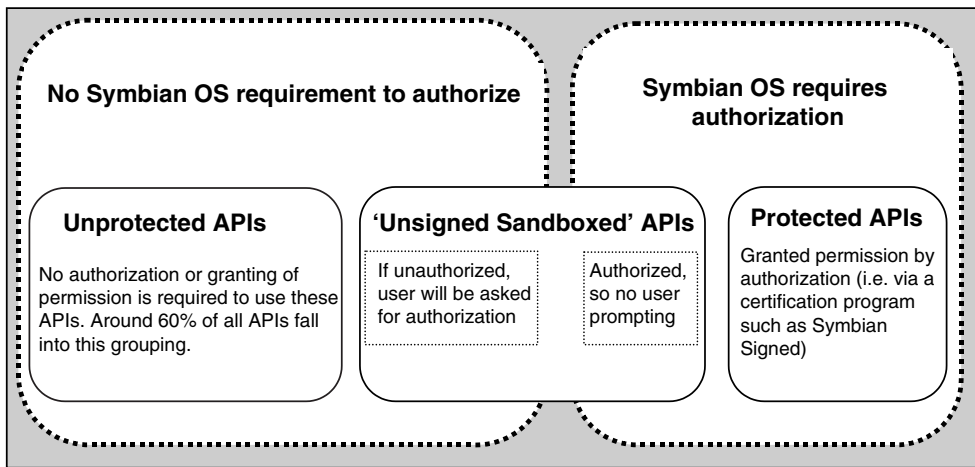 No Symbian OS requirement to authorize
Symbian OS requires
authorization
Unprotected APIs
No authorization or granting of
permission is required to use these
APIs. Around 60% of all APIs fall
into this grouping.
‘Unsigned Sandboxed’ APIs
If unauthorized,
user will be asked
for authorization
Authorized,
so no user
prompting
Protected APIs
Granted permission by
authorization (i.e. via a
certification program
such as Symbian
Signed)